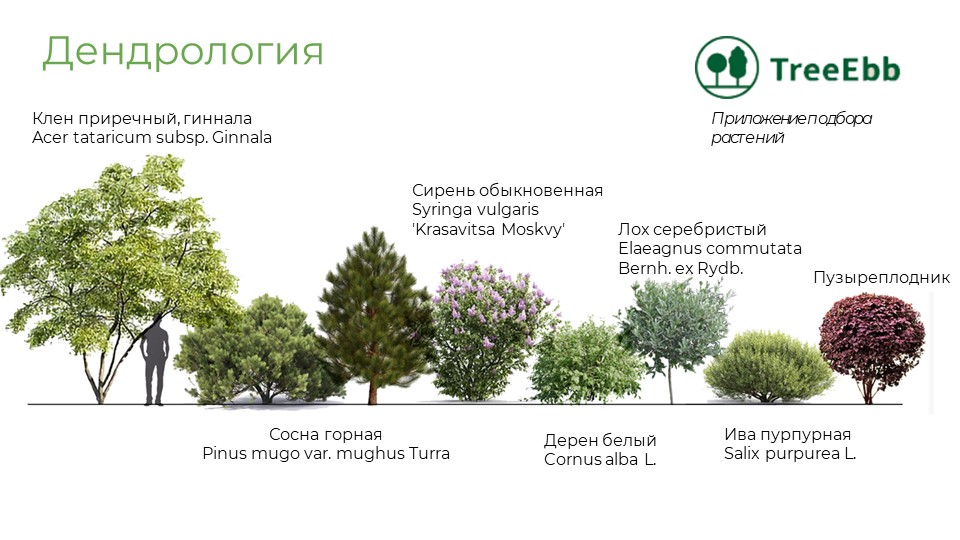 Дендрология
TreeEbb
Приложение подбора
растений
Клен приречный, гиннала
Acer tataricum subsp. Ginnala
Сирень обыкновенная
Syringa vulgaris
'Krasavitsa Moskvy'
Лох серебристый
Elaeagnus commutata
Bernh. ex Rydb.
Пузыреплодник
Сосна горная
Pinus mugo var. mughus Turra
Дерен белый
Cornus alba L.
Ива пурпурная
Salix purpurea L.